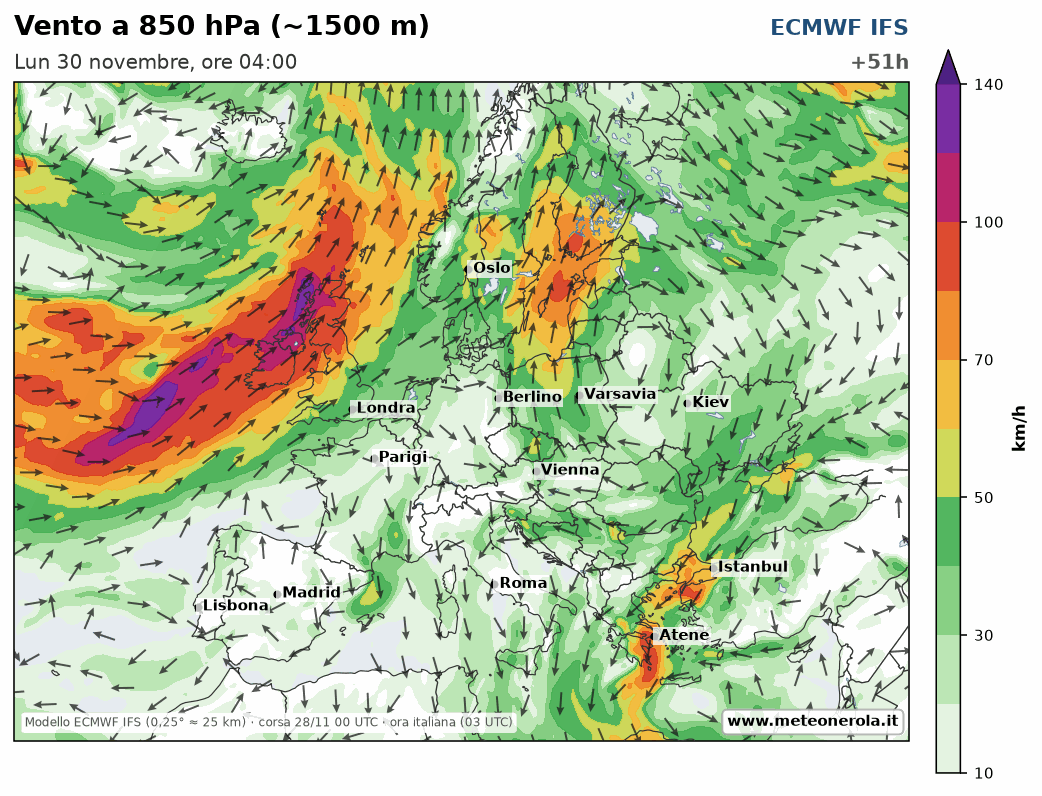 Vento a 850 hPa (~1500 m)
ECMWF IFS
Lun 30 novembre, ore 04:00
+51h
140
100
70
50
30
10
km/h
Oslo
Londra
Berlino
Varsavia
Kiev
Parigi
Vienna
Istanbul
Roma
Madrid
Lisbona
Atene
Modello ECMWF IFS (0,25° ≈ 25 km) · corsa 28/11 00 UTC · ora italiana (03 UTC)
www.meteonerola.it